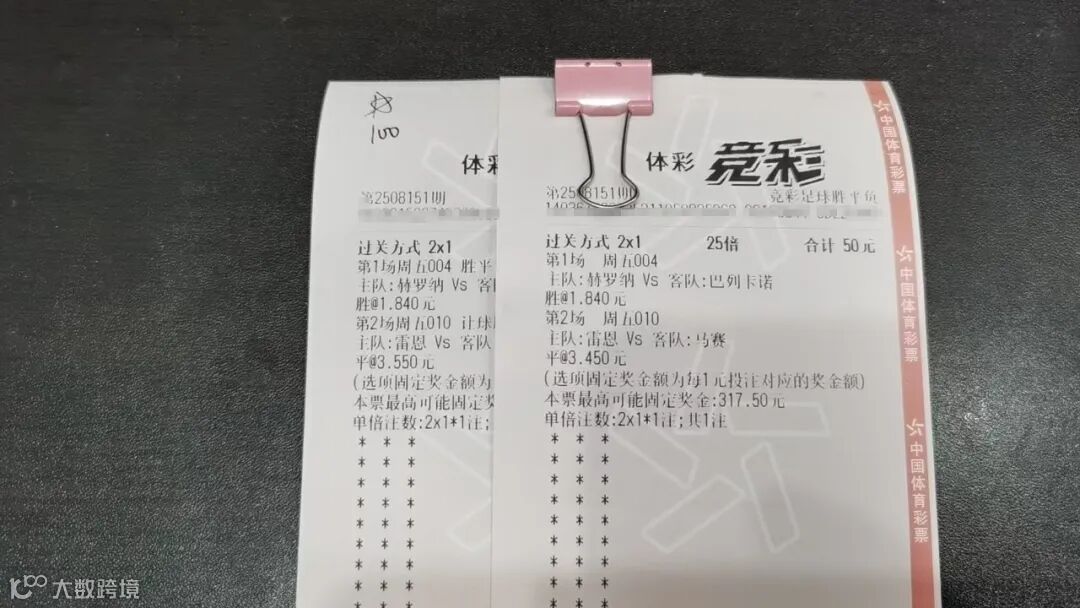 100
体彩
第2508151期
过关方式 2x1
第1场周五004 胜平
主队:赫罗纳 Vs 客队
胜@1.840元
第2场周五010 让球
主队:雷恩 Vs 客队
平@3.550元
(选项固定奖金额为
本票最高可能固定奖
单倍注数:2x1*1注;
* * *
* * *
* * *
* * *
* * *
* * *
* * *
* * *
* * *
体彩 竞彩
第2508151期 竞彩足球胜平负
过关方式 2x1 25倍 合计 50元
第1场 周五004
主队:赫罗纳 Vs 客队:巴列卡诺
胜@1.840元
第2场 周五010
主队:雷恩 Vs 客队:马赛
平@3.450元
(选项固定奖金额为每1元投注对应的奖金额)
本票最高可能固定奖金:317.50元
单倍注数:2x1*1注;共1注
* * *
* * *
* * *
* * *
* * *
* * *
* * *
* * *
* * *
中国体育彩票
中国体育彩票
中国体育彩票
大数跨境